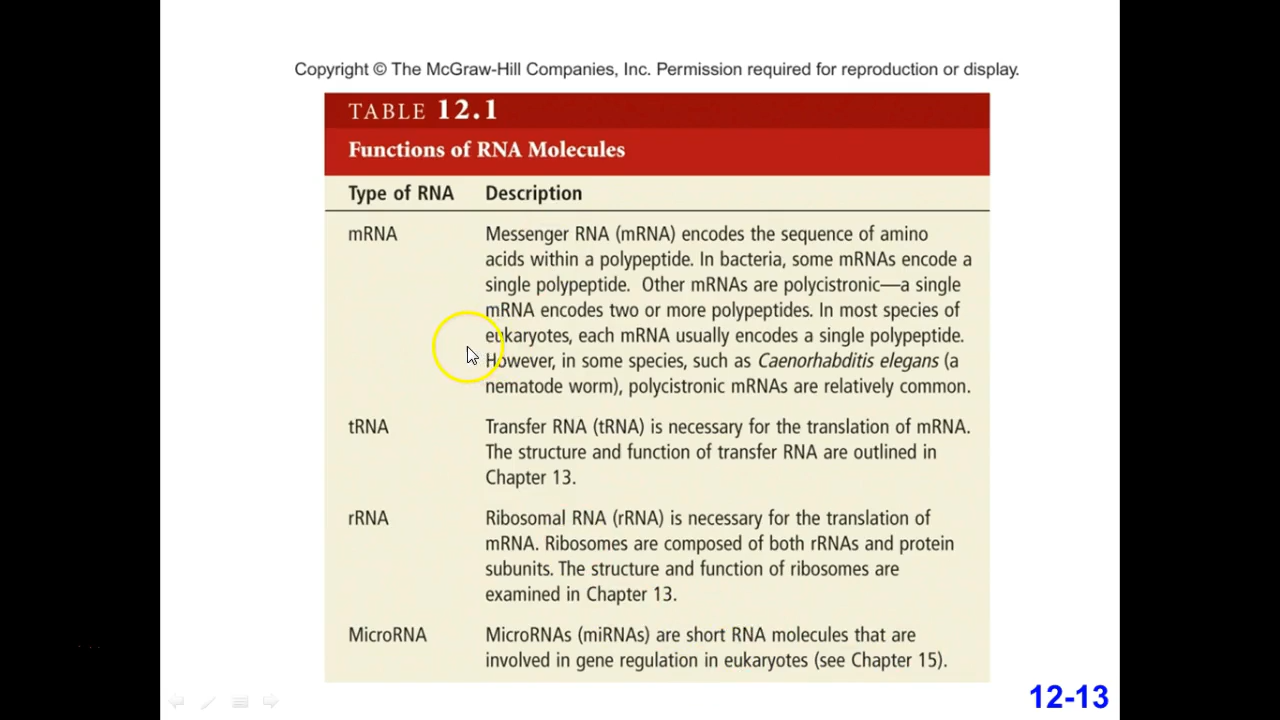 Copyright © The McGraw-Hill Companies, Inc. Permission required for reproduction or display.
TABLE 12.1
Functions of RNA Molecules
Type of RNA Description
mRNA Messenger RNA (mRNA) encodes the sequence of amino
acids within a polypeptide. In bacteria, some mRNAs encode a
single polypeptide. Other mRNAs are polycistronic—a single
mRNA encodes two or more polypeptides. In most species of
eukaryotes, each mRNA usually encodes a single polypeptide.
However, in some species, such as Caenorhabditis elegans (a
nematode worm), polycistronic mRNAs are relatively common.
tRNA Transfer RNA (tRNA) is necessary for the translation of mRNA.
The structure and function of transfer RNA are outlined in
Chapter 13.
rRNA Ribosomal RNA (rRNA) is necessary for the translation of
mRNA. Ribosomes are composed of both rRNAs and protein
subunits. The structure and function of ribosomes are
examined in Chapter 13.
MicroRNA MicroRNAs (miRNAs) are short RNA molecules that are
involved in gene regulation in eukaryotes (see Chapter 15).
12-13